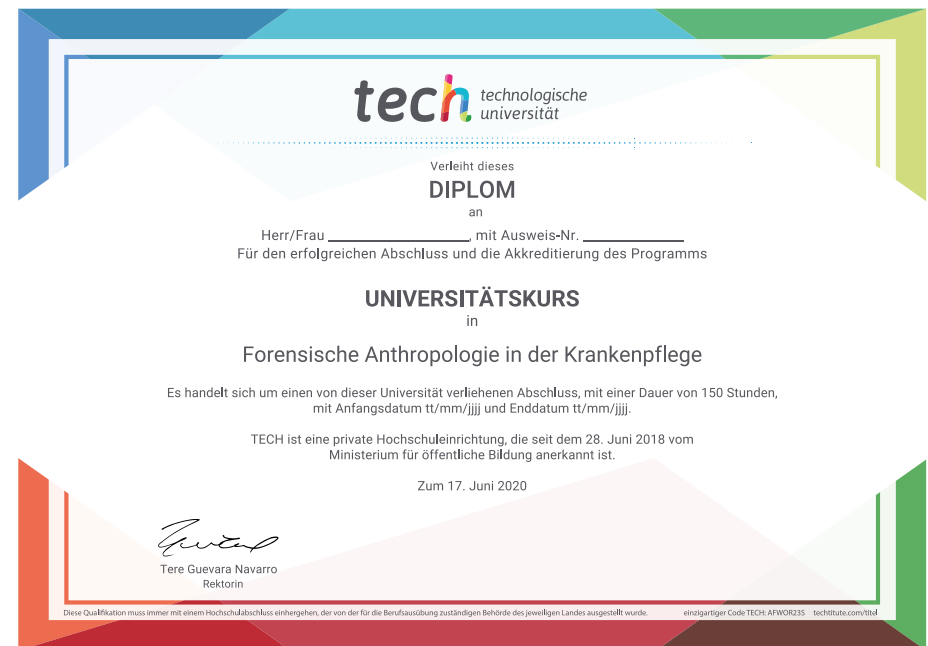 tech technologische
universität
Verleiht dieses
DIPLOM
an
Herr/Frau ____________________, mit Ausweis-Nr. ______________
Für den erfolgreichen Abschluss und die Akkreditierung des Programms
UNIVERSITÄTSKURS
in
Forensische Anthropologie in der Krankenpflege
Es handelt sich um einen von dieser Universität verliehenen Abschluss, mit einer Dauer von 150 Stunden,
mit Anfangsdatum tt/mm/jjjj und Enddatum tt/mm/jjjj.
TECH ist eine private Hochschuleinrichtung, die seit dem 28. Juni 2018 vom
Ministerium für öffentliche Bildung anerkannt ist.
Zum 17. Juni 2020
Tere Guevara Navarro
Rektorin
Diese Qualifikation muss immer mit einem Hochschulabschluss einhergehen, der von der für die Berufsausübung zuständigen Behörde des jeweiligen Landes ausgestellt wurde. einzigartiger Code TECH: AFWOR23S techtitute.com/titel